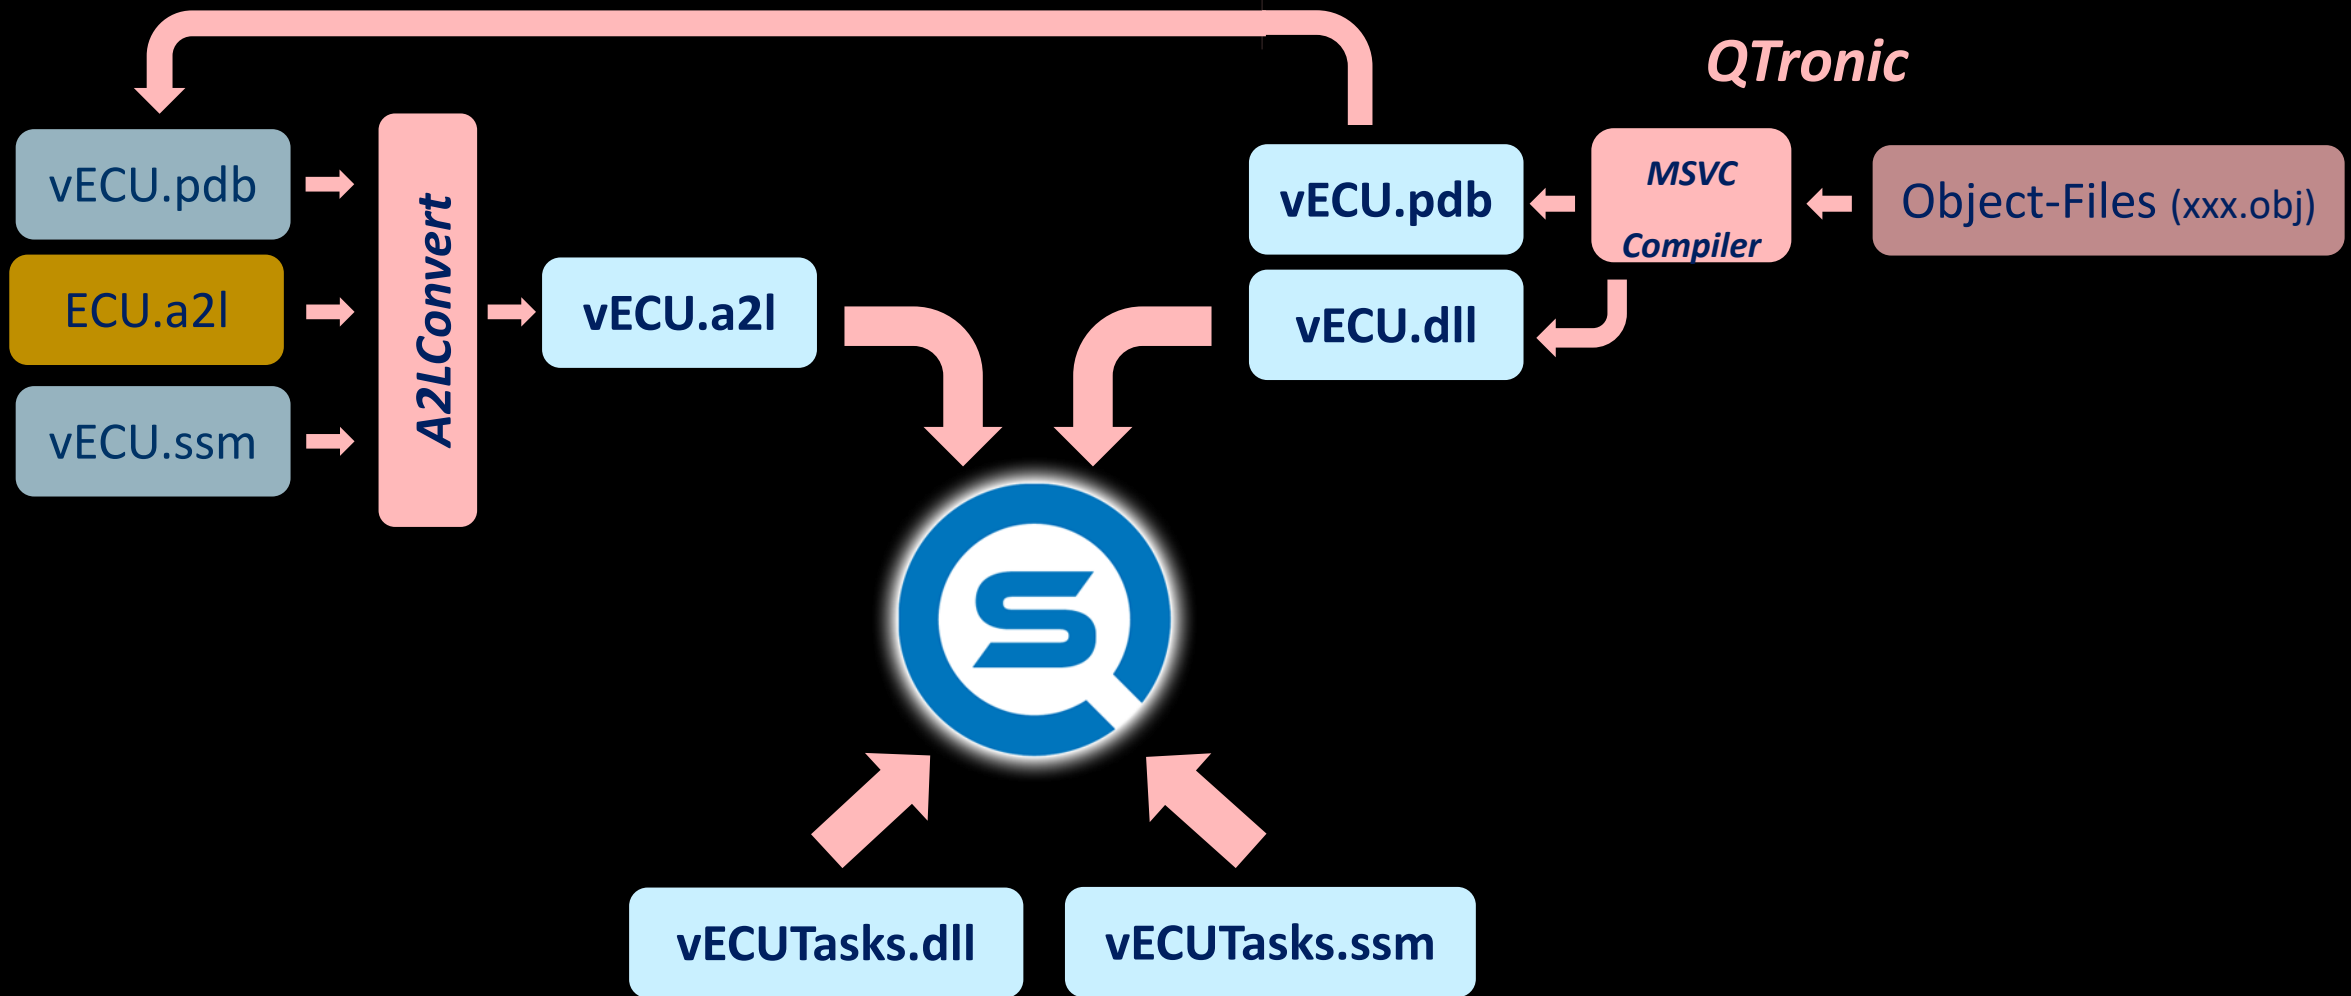 QTronic
vECU.pdb
ECU.a2l
vECU.ssm
A2LConvert
vECU.a2l
vECU.pdb
vECU.dll
MSVC
Compiler
Object-Files (xxx.obj)
S
vECUTasks.dll
vECUTasks.ssm